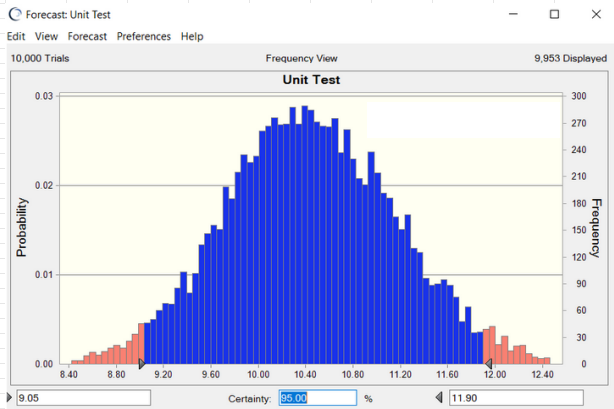 Forecast: Unit Test
Edit View Forecast Preferences Help
10,000 Trials Frequency View 9,953 Displayed
Unit Test
0.03 300
270
240
0.02 210
180
150
120
0.01 90
60
30
0.00 0
Probability
Frequency
8.40 8.80 9.20 9.60 10.00 10.40 10.80 11.20 11.60 12.00 12.40
9.05 Certainty: 95.00 % 11.90